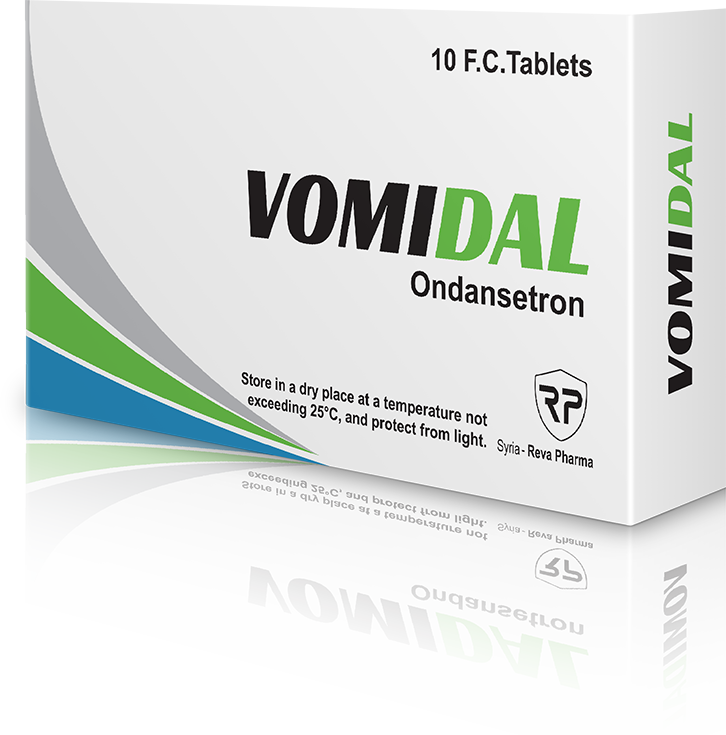 10 F.C.Tablets
VOMIDAL
Ondansetron
Store in a dry place at a temperature not
exceeding 25°C, and protect from light.
RP
Syria - Reva Pharma
VOMIDAL